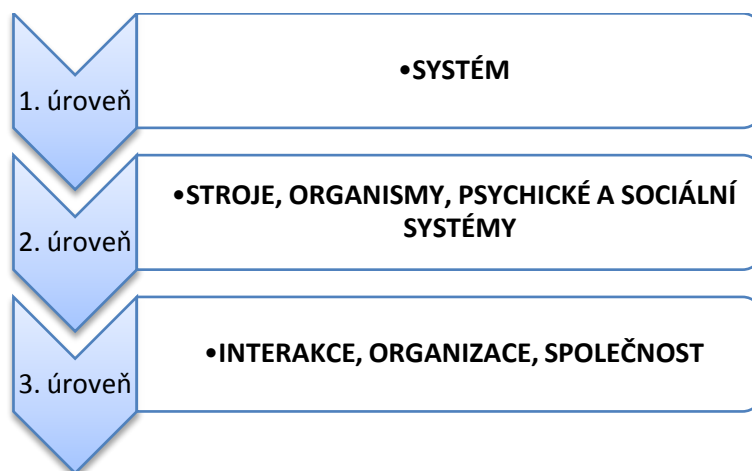 1. úroveň
•SYSTÉM
2. úroveň
•STROJE, ORGANISMY, PSYCHICKÉ A SOCIÁLNÍ
SYSTÉMY
3. úroveň
•INTERAKCE, ORGANIZACE, SPOLEČNOST